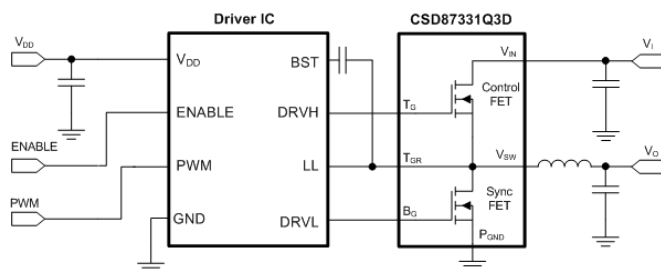 Driver IC
CSD87331Q3D
VDD
VDD
BST
VIN
VI
ENABLE
DRVH
TG
Control
FET
ENABLE
PWM
LL
TGR
VSW
VO
PWM
GND
DRVL
BG
Sync
FET
PGND